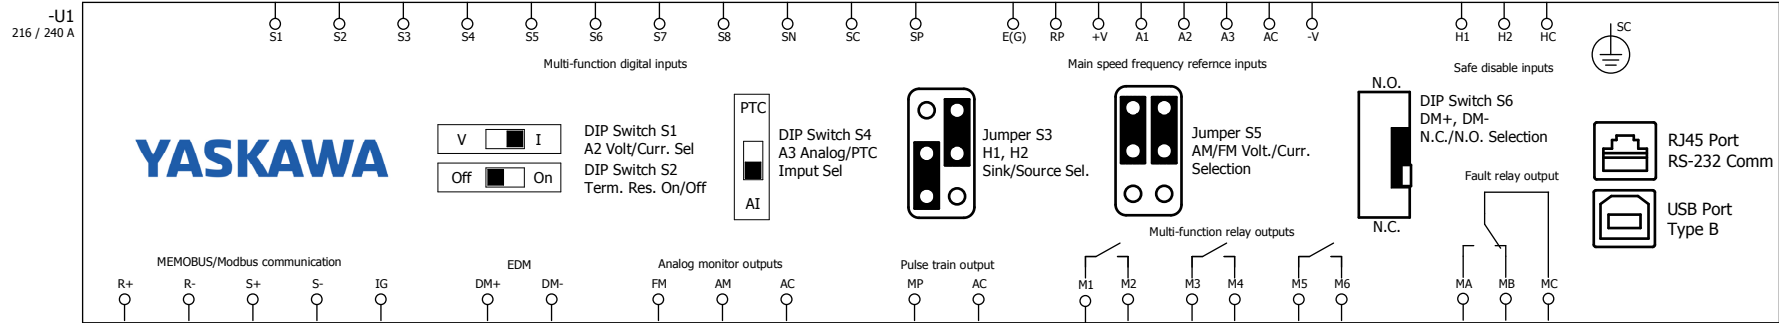 -U1
216 / 240 A
S1 S2 S3 S4 S5 S6 S7 S8 SN SC SP E(G) RP +V A1 A2 A3 AC -V H1 H2 HC SC
Multi-function digital inputs
Main speed frequency refernce inputs
Safe disable inputs
YASKAWA
V I
DIP Switch S1
A2 Volt/Curr. Sel
Off On
DIP Switch S2
Term. Res. On/Off
PTC
AI
DIP Switch S4
A3 Analog/PTC
Imput Sel
Jumper S3
H1, H2
Sink/Source Sel.
Jumper S5
AM/FM Volt./Curr.
Selection
N.O.
N.C.
DIP Switch S6
DM+, DM-
N.C./N.O. Selection
RJ45 Port
RS-232 Comm
USB Port
Type B
Fault relay output
Multi-function relay outputs
MEMOBUS/Modbus communication
EDM
Analog monitor outputs
Pulse train output
R+ R- S+ S- IG DM+ DM- FM AM AC MP AC M1 M2 M3 M4 M5 M6 MA MB MC